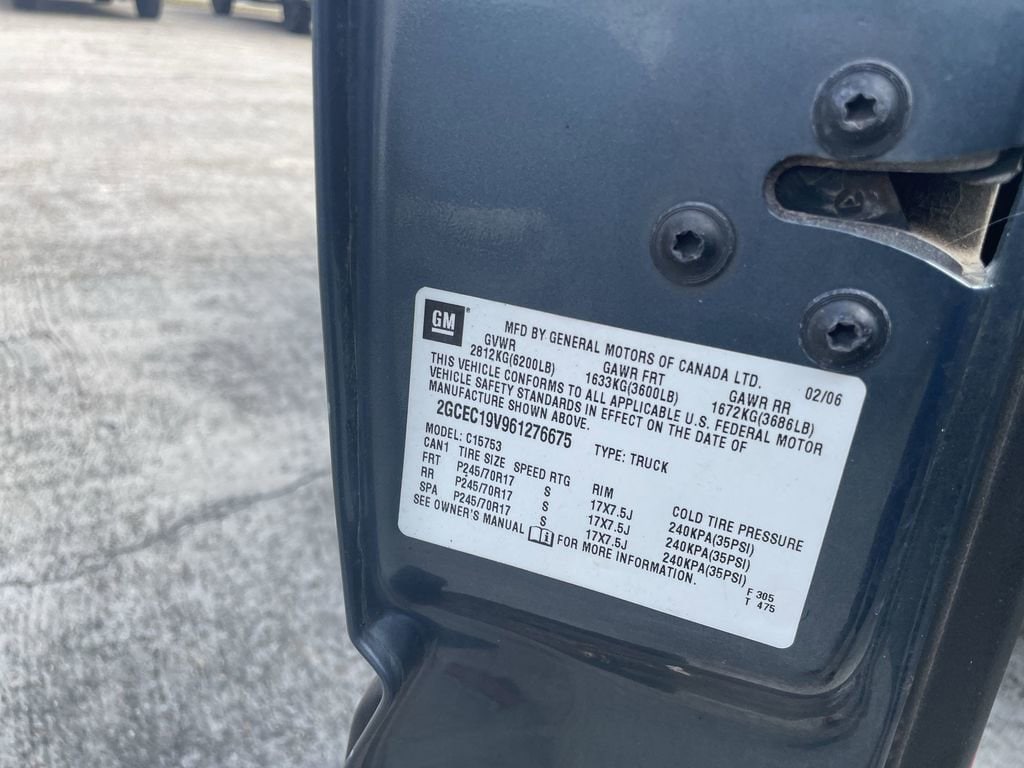 GM
MFD BY GENERAL MOTORS OF CANADA LTD. 02/06
GVWR GAWR FRT GAWR RR
2812KG(6200LB) 1633KG(3600LB) 1672KG(3686LB)
THIS VEHICLE CONFORMS TO ALL APPLICABLE U.S. FEDERAL MOTOR
VEHICLE SAFETY STANDARDS IN EFFECT ON THE DATE OF
MANUFACTURE SHOWN ABOVE.
2GCEC19V961276675 TYPE: TRUCK
MODEL: C15753
CAN1 TIRE SIZE SPEED RTG RIM COLD TIRE PRESSURE
FRT P245/70R17 S 17X7.5J 240KPA(35PSI)
RR P245/70R17 S 17X7.5J 240KPA(35PSI)
SPA P245/70R17 S 17X7.5J 240KPA(35PSI)
SEE OWNER'S MANUAL FOR MORE INFORMATION.
F 305
T 475